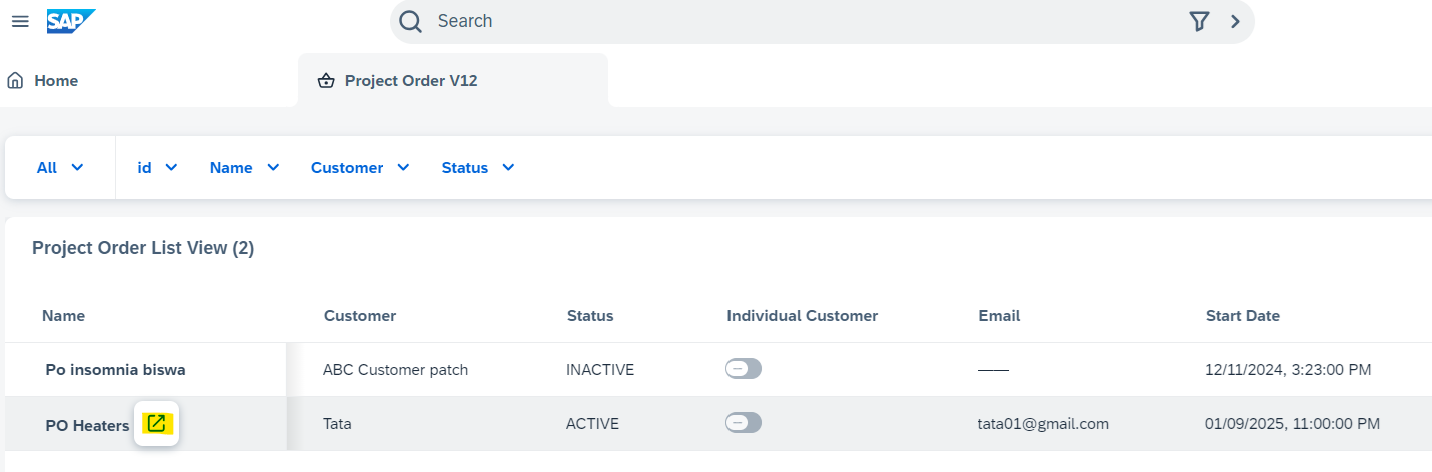 SAP
Search
Home
Project Order V12
All id Name Customer Status
Project Order List View (2)
Name Customer Status Individual Customer Email Start Date
Po insomnia biswa ABC Customer patch INACTIVE —— 12/11/2024, 3:23:00 PM
PO Heaters Tata ACTIVE tata01@gmail.com 01/09/2025, 11:00:00 PM